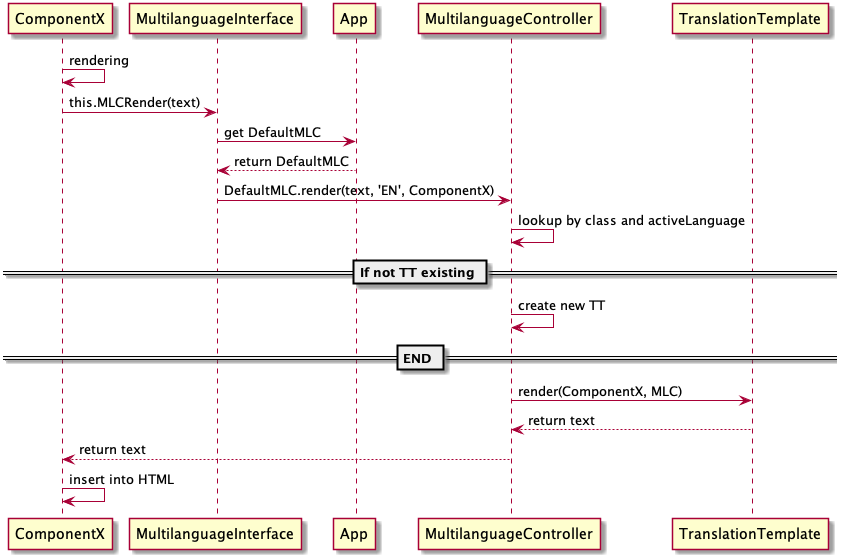 ComponentX MultilanguageInterface App MultilanguageController TranslationTemplate
rendering
this.MLCRender(text)
get DefaultMLC
return DefaultMLC
DefaultMLC.render(text, 'EN', ComponentX)
lookup by class and activeLanguage
If not TT existing
create new TT
END
render(ComponentX, MLC)
return text
return text
insert into HTML
ComponentX MultilanguageInterface App MultilanguageController TranslationTemplate